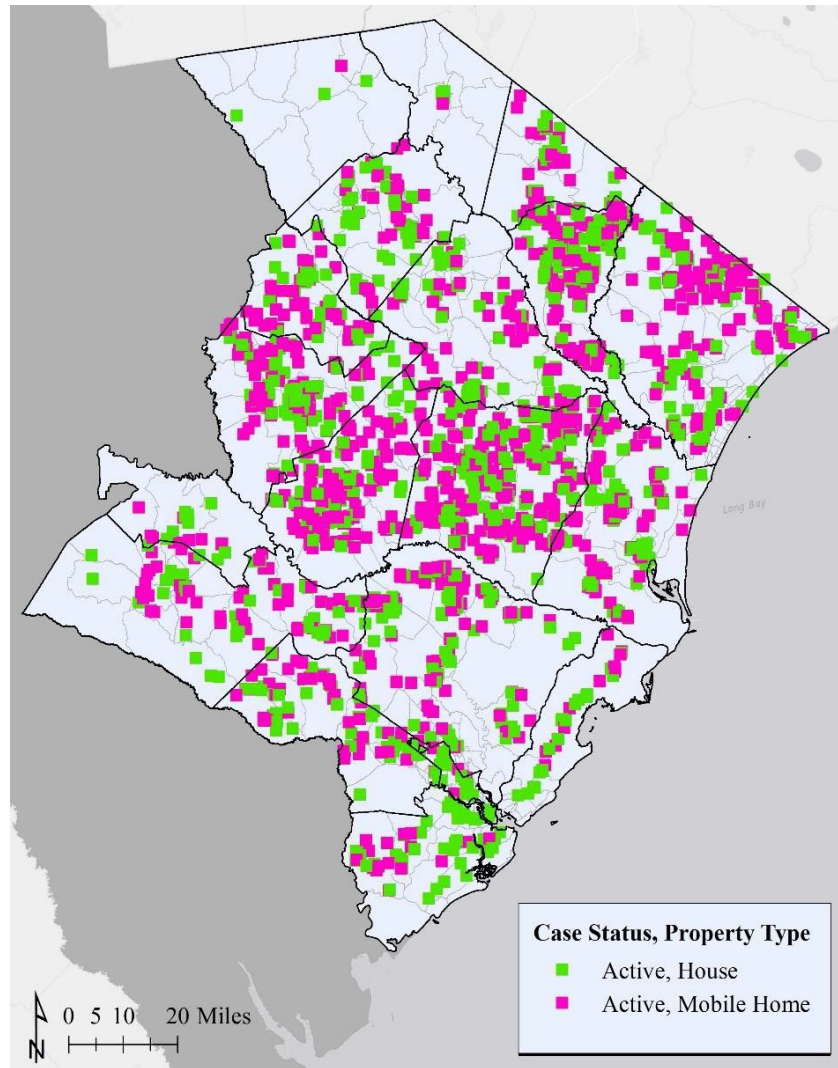 Long Bay
Case Status, Property Type
Active, House
Active, Mobile Home
N
0 5 10 20 Miles